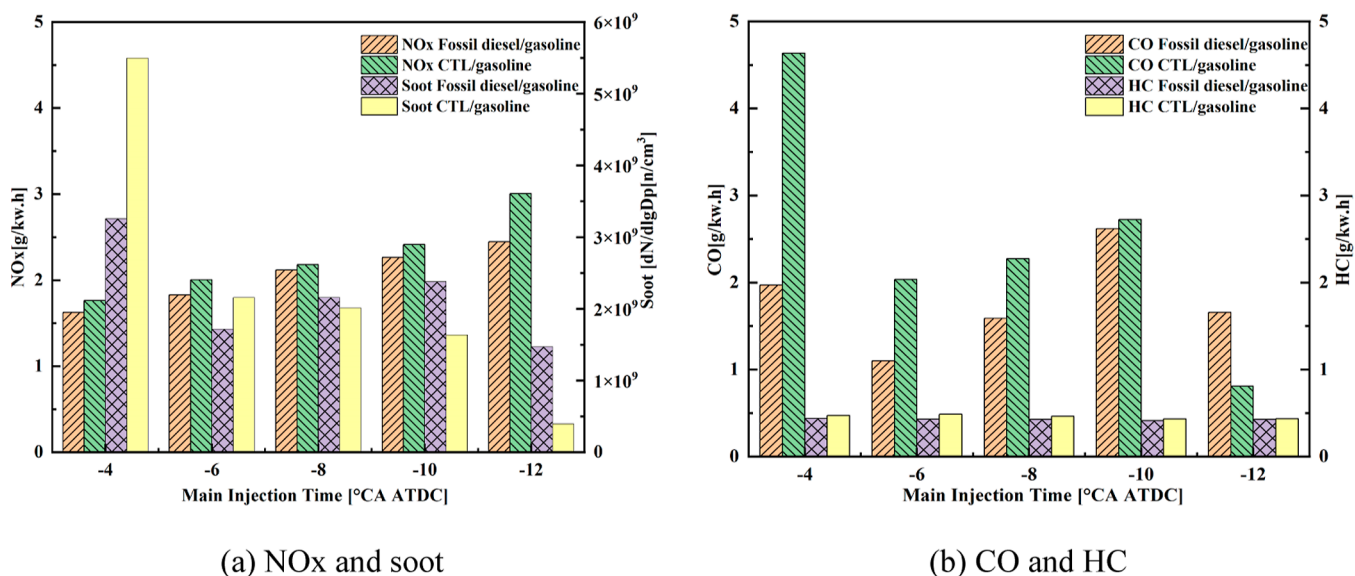 5
4
3
2
1
0
NOx[g/kw.h]
NOx Fossil diesel/gasoline
NOx CTL/gasoline
Soot Fossil diesel/gasoline
Soot CTL/gasoline
6×10⁹
5×10⁹
4×10⁹
3×10⁹
2×10⁹
1×10⁹
0
Soot [dN/dlgDp[n/cm³]
-4 -6 -8 -10 -12
Main Injection Time [°CA ATDC]
(a) NOx and soot
5
4
3
2
1
0
CO[g/kw.h]
CO Fossil diesel/gasoline
CO CTL/gasoline
HC Fossil diesel/gasoline
HC CTL/gasoline
5
4
3
2
1
0
HC[g/kw.h]
-4 -6 -8 -10 -12
Main Injection Time [°CA ATDC]
(b) CO and HC